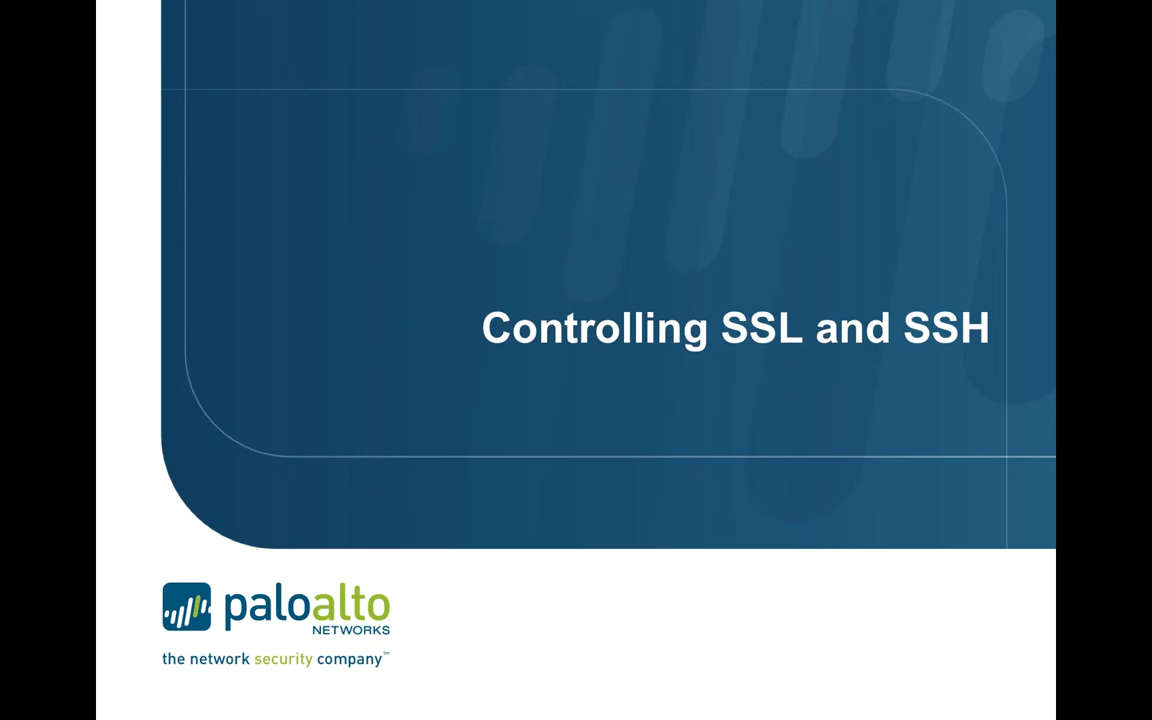 Controlling SSL and SSH
paloalto
NETWORKS
the network security company™